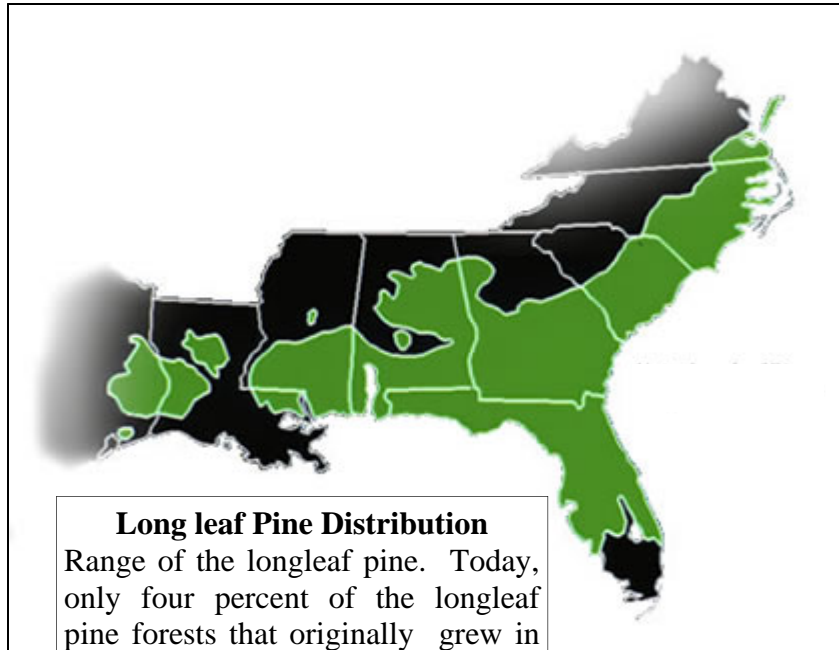 Long leaf Pine Distribution
Range of the longleaf pine. Today,
only four percent of the longleaf
pine forests that originally grew in